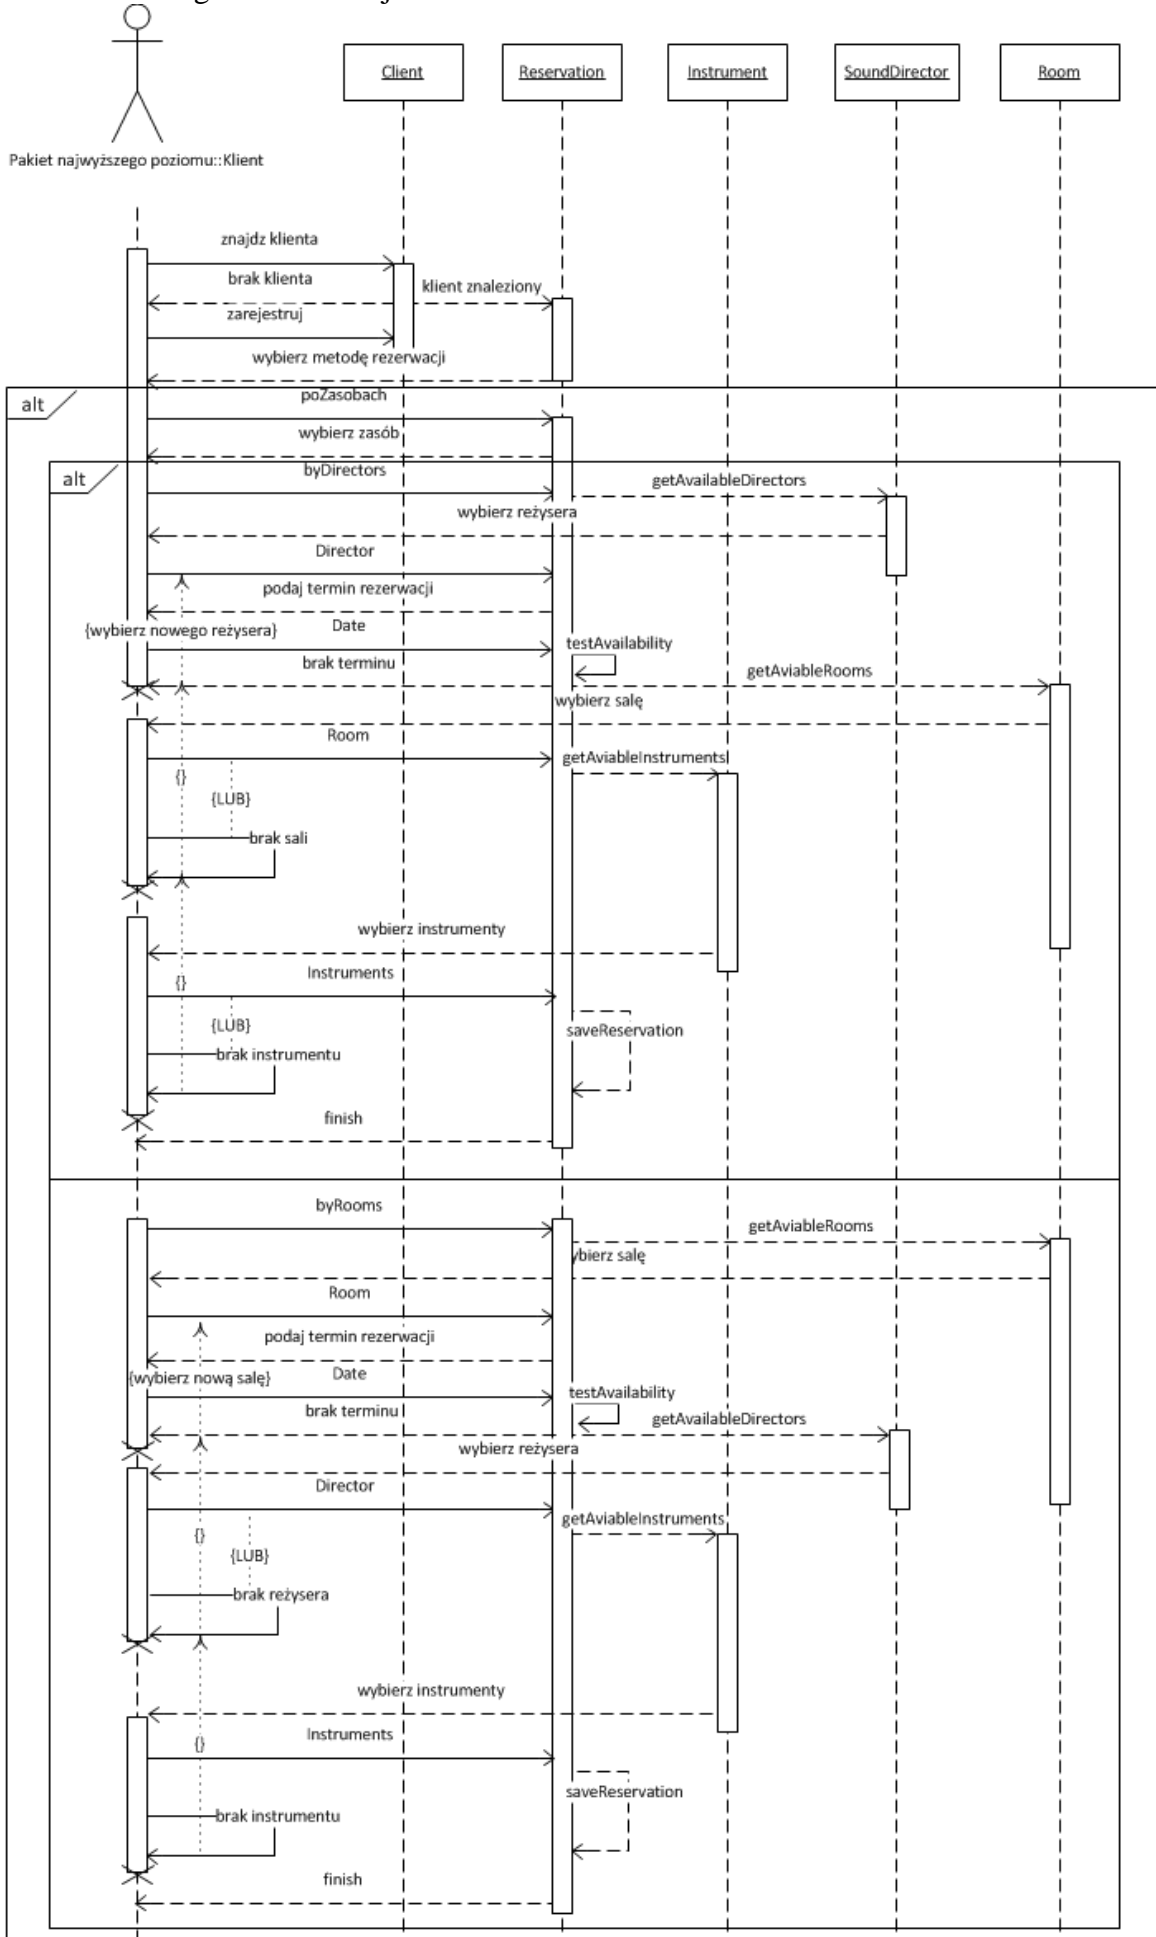 Client
Reservation
Instrument
SoundDirector
Room
Pakiet najwyższego poziomu::Klient
znajdz klienta
brak klienta
klient znaleziony
zarejestruj
wybierz metodę rezerwacji
alt
poZasobach
wybierz zasób
alt
byDirectors
getAvailableDirectors
wybierz reżysera
Director
podaj termin rezerwacji
{wybierz nowego reżysera}
Date
testAvailability
brak terminu
getAviableRooms
wybierz salę
Room
getAviableInstruments
{}
{LUB}
brak sali
wybierz instrumenty
Instruments
{}
{LUB}
saveReservation
brak instrumentu
finish
byRooms
getAviableRooms
ybierz salę
Room
podaj termin rezerwacji
{wybierz nową salę}
Date
testAvailability
brak terminu
getAvailableDirectors
wybierz reżysera
Director
getAviableInstruments
{}
{LUB}
brak reżysera
wybierz instrumenty
Instruments
{}
saveReservation
brak instrumentu
finish